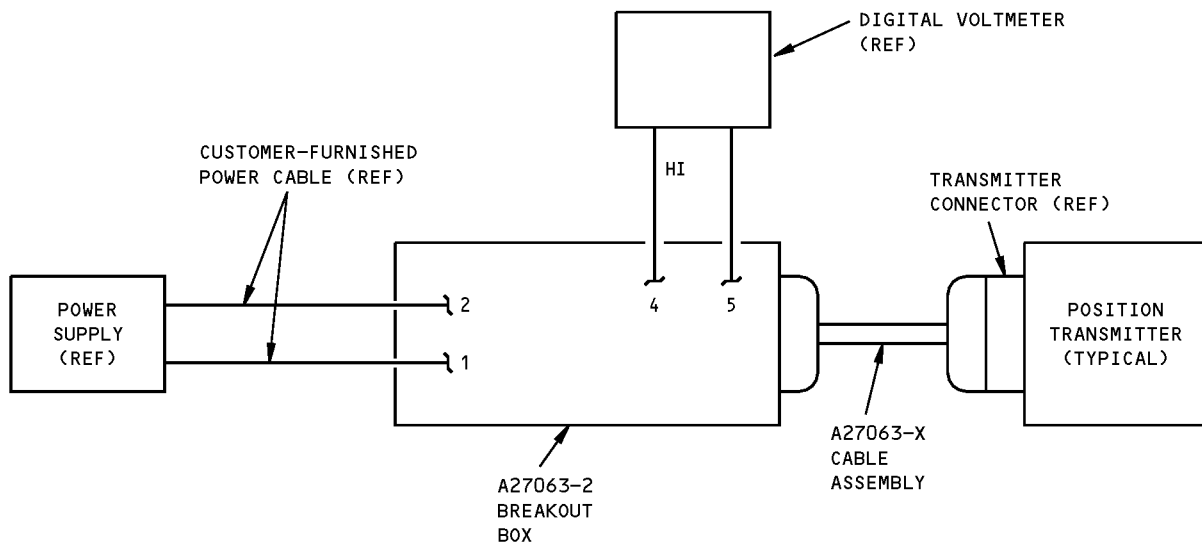 DIGITAL VOLTMETER
(REF)
CUSTOMER-FURNISHED
POWER CABLE (REF)
HI
TRANSMITTER
CONNECTOR (REF)
POWER
SUPPLY
(REF)
2
1
4
5
POSITION
TRANSMITTER
(TYPICAL)
A27063-X
CABLE
ASSEMBLY
A27063-2
BREAKOUT
BOX